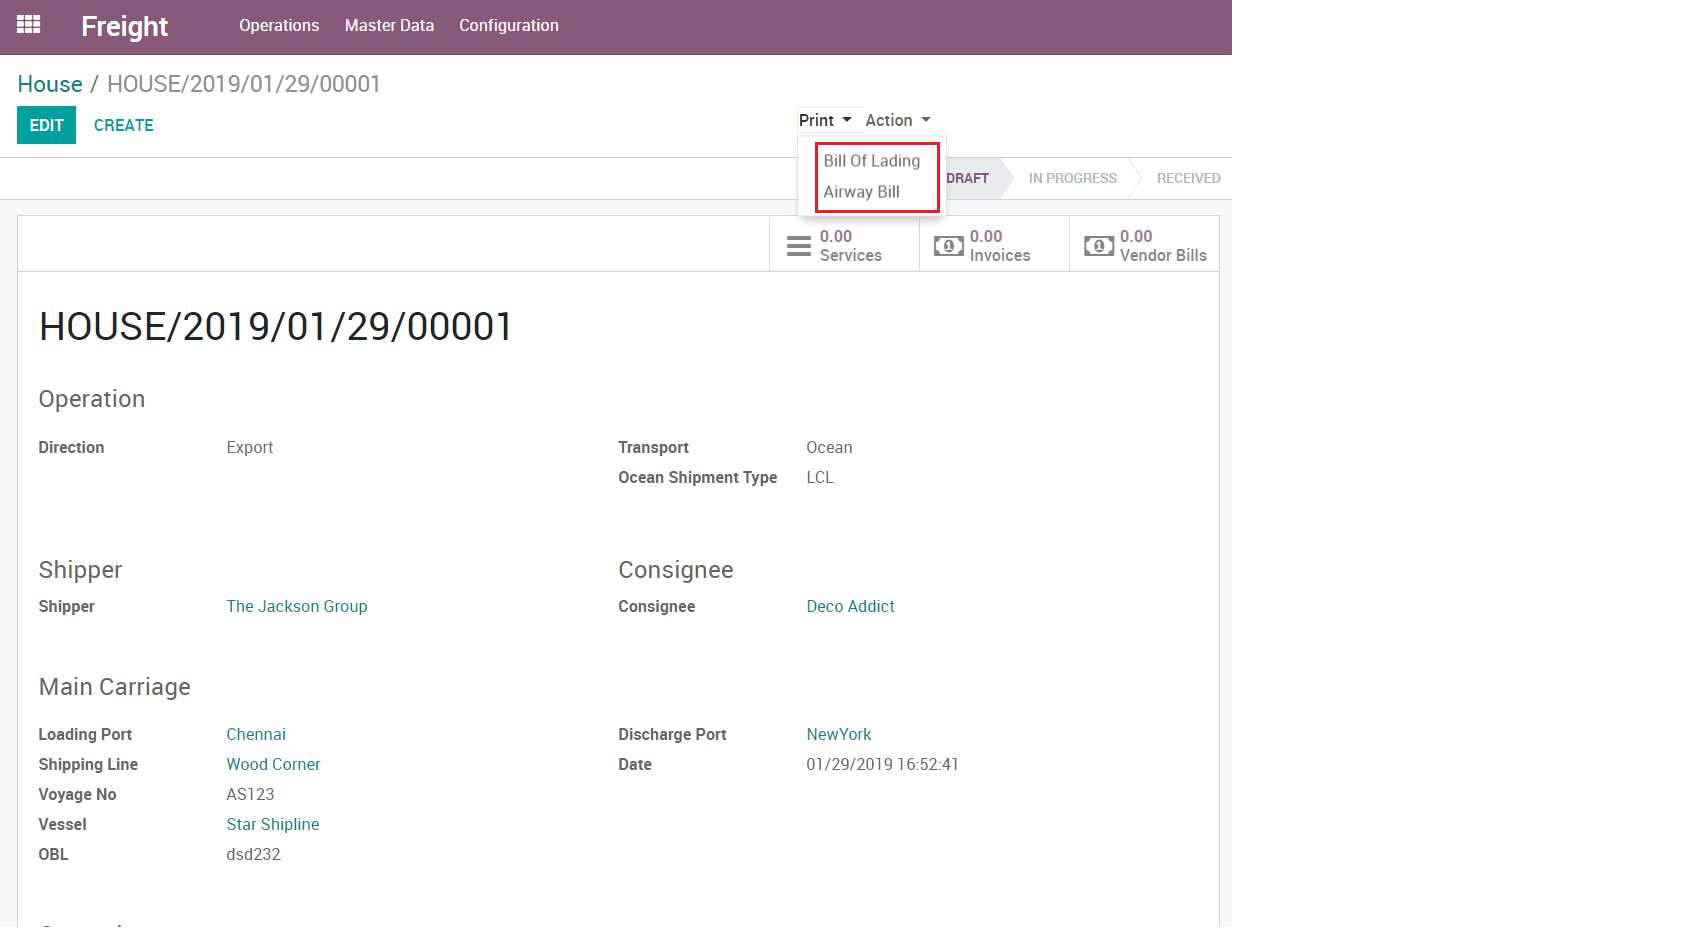 Freight Operations Master Data Configuration
House / HOUSE/2019/01/29/00001
EDIT CREATE Print Action
Bill Of Lading
Airway Bill
DRAFT IN PROGRESS RECEIVED
0.00 Services
0.00 Invoices
0.00 Vendor Bills
HOUSE/2019/01/29/00001
Operation
Direction Export Transport Ocean
Ocean Shipment Type LCL
Shipper Consignee
Shipper The Jackson Group Consignee Deco Addict
Main Carriage
Loading Port Chennai Discharge Port NewYork
Shipping Line Wood Corner Date 01/29/2019 16:52:41
Voyage No AS123
Vessel Star Shipline
OBL dsd232